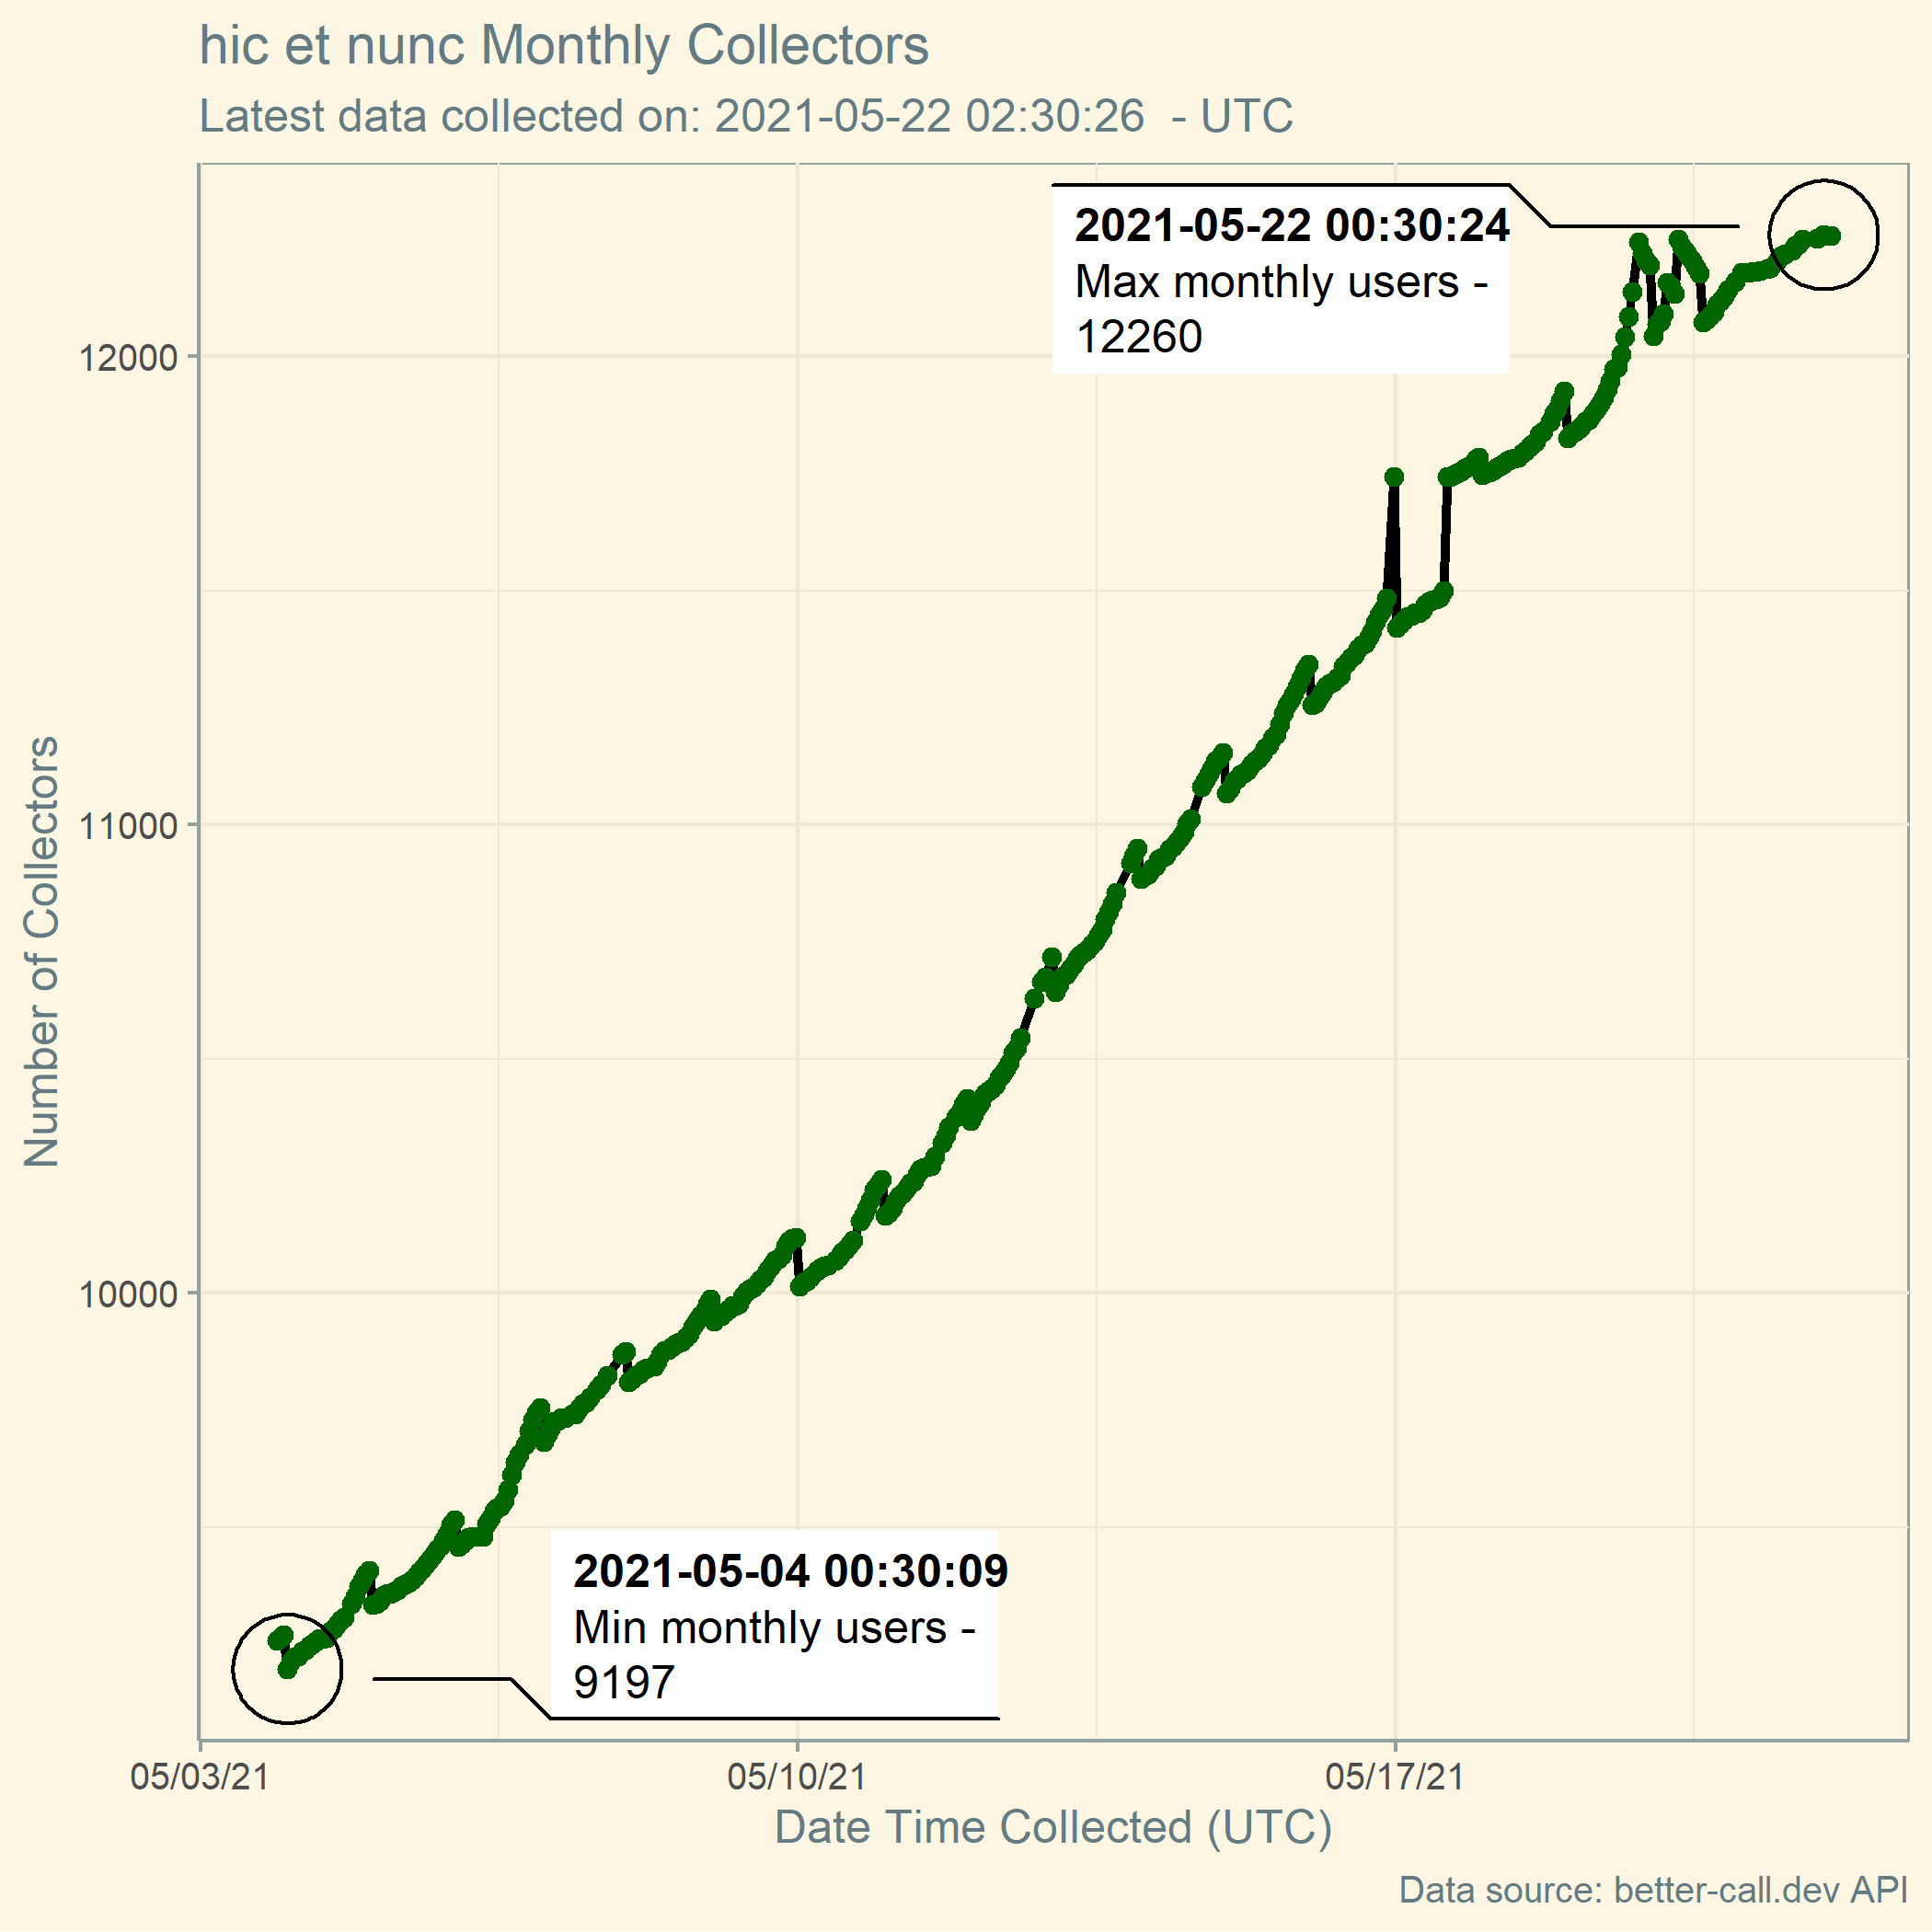 hic et nunc Monthly Collectors
Latest data collected on: 2021-05-22 02:30:26  - UTC
2021-05-22 00:30:24
Max monthly users -
12260
12000
11000
10000
Number of Collectors
2021-05-04 00:30:09
Min monthly users -
9197
05/03/21
05/10/21
05/17/21
Date Time Collected (UTC)
Data source: better-call.dev API